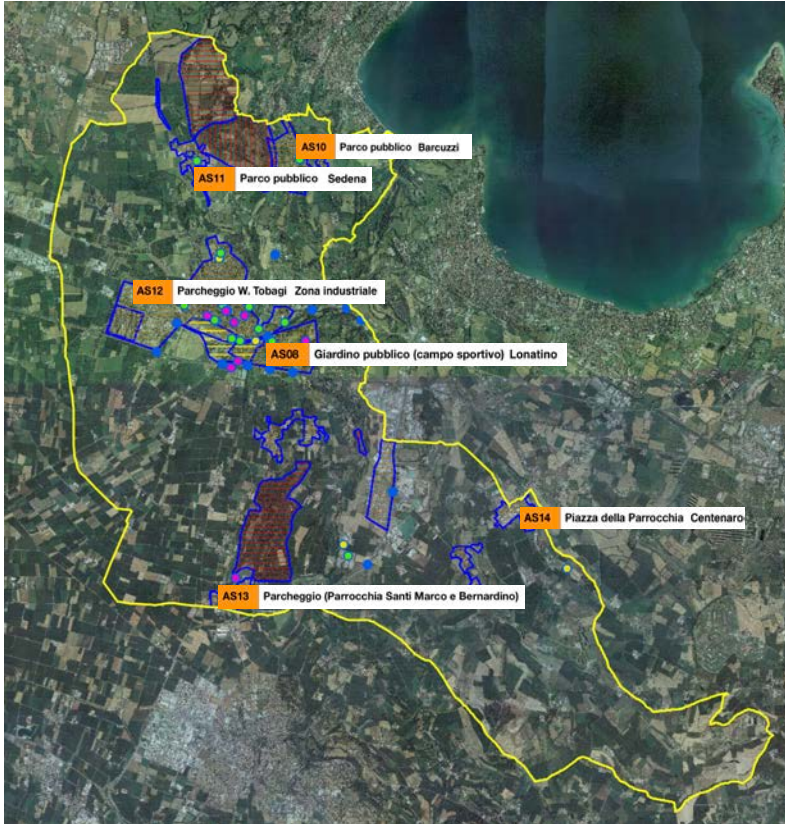 AS10 Parco pubblico Barcuzzi
AS11 Parco pubblico Sedena
AS12 Parcheggio W. Tobagi Zona industriale
AS08 Giardino pubblico (campo sportivo) Lonatino
AS14 Piazza della Parrocchia Centenaro
AS13 Parcheggio (Parrocchia Santi Marco e Bernardino)